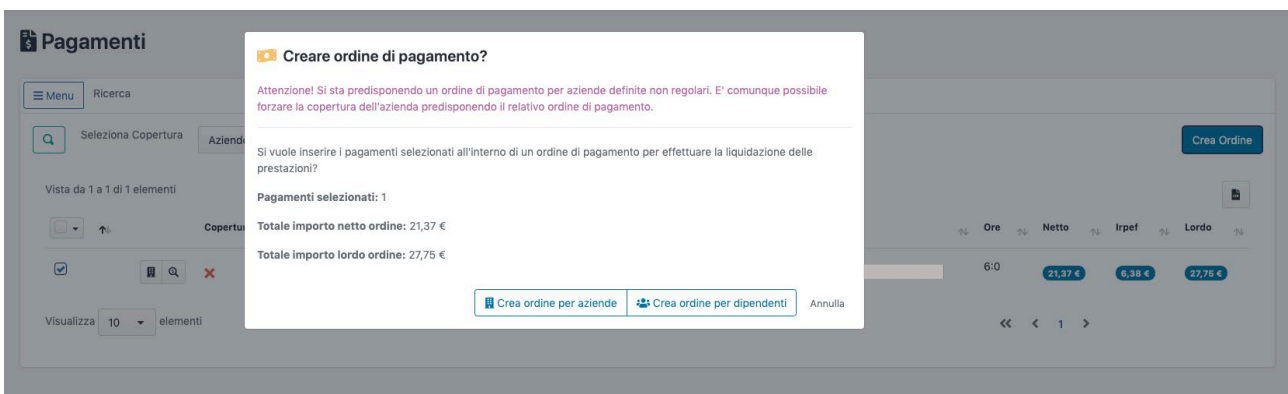 Pagamenti
Creare ordine di pagamento?
Attenzione! Si sta predisponendo un ordine di pagamento per aziende definite non regolari. E' comunque possibile
forzare la copertura dell'azienda predisponendo il relativo ordine di pagamento.
Menu Ricerca
Seleziona Copertura Aziende Crea Ordine
Si vuole inserire i pagamenti selezionati all'interno di un ordine di pagamento per effettuare la liquidazione delle
prestazioni?
Vista da 1 a 1 di 1 elementi
Pagamenti selezionati: 1
Totale importo netto ordine: 21,37 €
Copertu Ore Netto Irpef Lordo
Totale importo lordo ordine: 27,75 €
6:0 21,37 € 6,38 € 27,75 €
Crea ordine per aziende Crea ordine per dipendenti Annulla
Visualizza 10 elementi
1